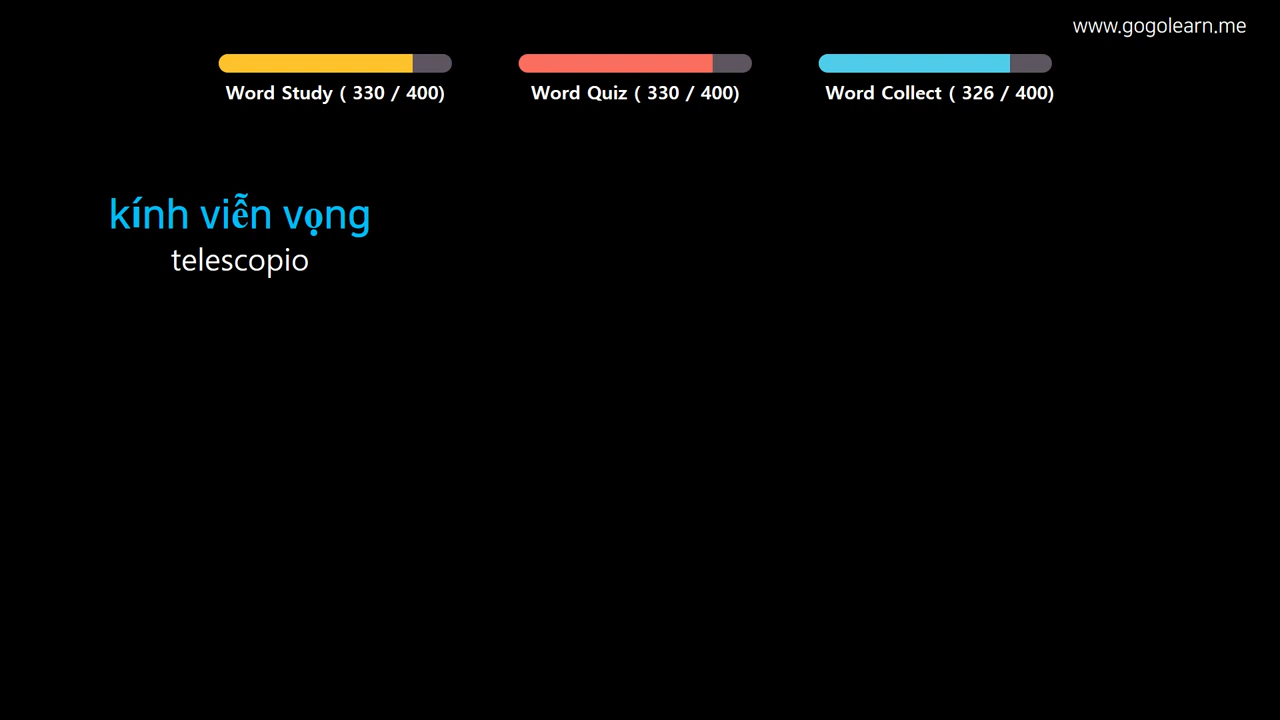 www.gogolearn.me
Word Study ( 330 / 400)
Word Quiz ( 330 / 400)
Word Collect ( 326 / 400)
kính viễn vọng
telescopio